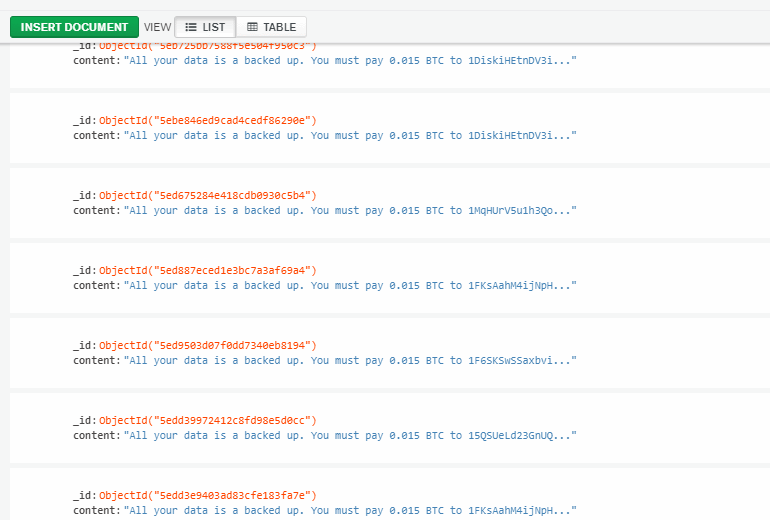 INSERT DOCUMENT VIEW LIST TABLE
_id: ObjectId("5eb725bb7588f5e504f950c3")
content: "All your data is a backed up. You must pay 0.015 BTC to 1DiskiHEtnDV3i..."
_id: ObjectId("5ebe846ed9cad4cedf86290e")
content: "All your data is a backed up. You must pay 0.015 BTC to 1DiskiHEtnDV3i..."
_id: ObjectId("5ed675284e418cdb0930c5b4")
content: "All your data is a backed up. You must pay 0.015 BTC to 1MqHUrV5u1h3Qo..."
_id: ObjectId("5ed887eced1e3bc7a3af69a4")
content: "All your data is a backed up. You must pay 0.015 BTC to 1FKsAahM4ijNpH..."
_id: ObjectId("5ed9503d07f0dd7340eb8194")
content: "All your data is a backed up. You must pay 0.015 BTC to 1F6SKSwSSaxbvi..."
_id: ObjectId("5edd39972412c8fd98e5d0cc")
content: "All your data is a backed up. You must pay 0.015 BTC to 15QSUeLd23GnUQ..."
_id: ObjectId("5edd3e9403ad83cfe183fa7e")
content: "All your data is a backed up. You must pay 0.015 BTC to 1FKsAahM4ijNpH..."